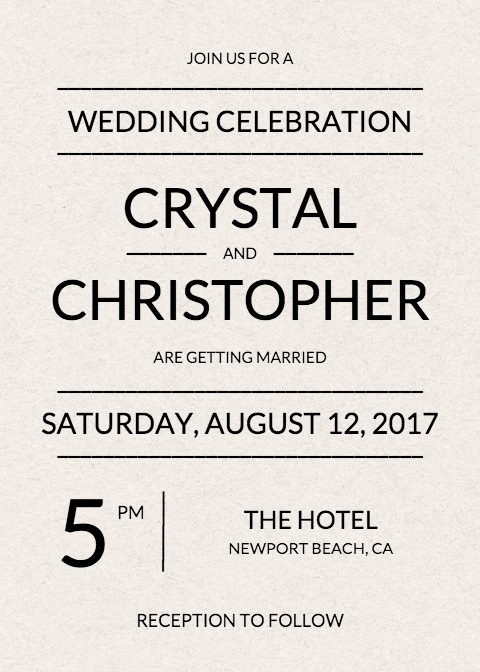 JOIN US FOR A
WEDDING CELEBRATION
CRYSTAL
AND
CHRISTOPHER
ARE GETTING MARRIED
SATURDAY, AUGUST 12, 2017
5 PM
THE HOTEL
NEWPORT BEACH, CA
RECEPTION TO FOLLOW